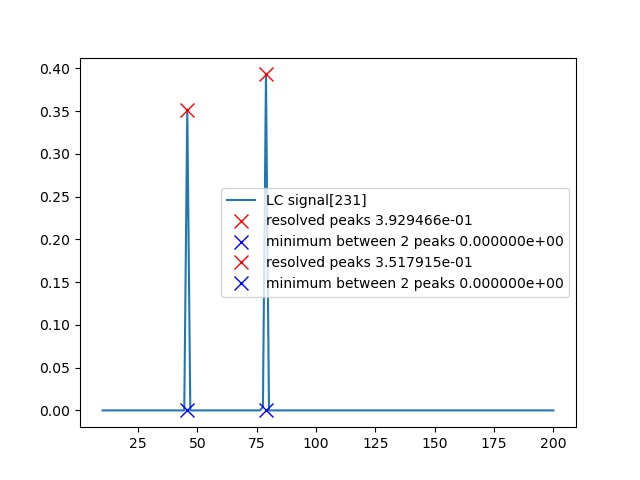 0.40
0.35
0.30
0.25
0.20
0.15
0.10
0.05
0.00
LC signal[231]
resolved peaks 3.929466e-01
minimum between 2 peaks 0.000000e+00
resolved peaks 3.517915e-01
minimum between 2 peaks 0.000000e+00
25 50 75 100 125 150 175 200